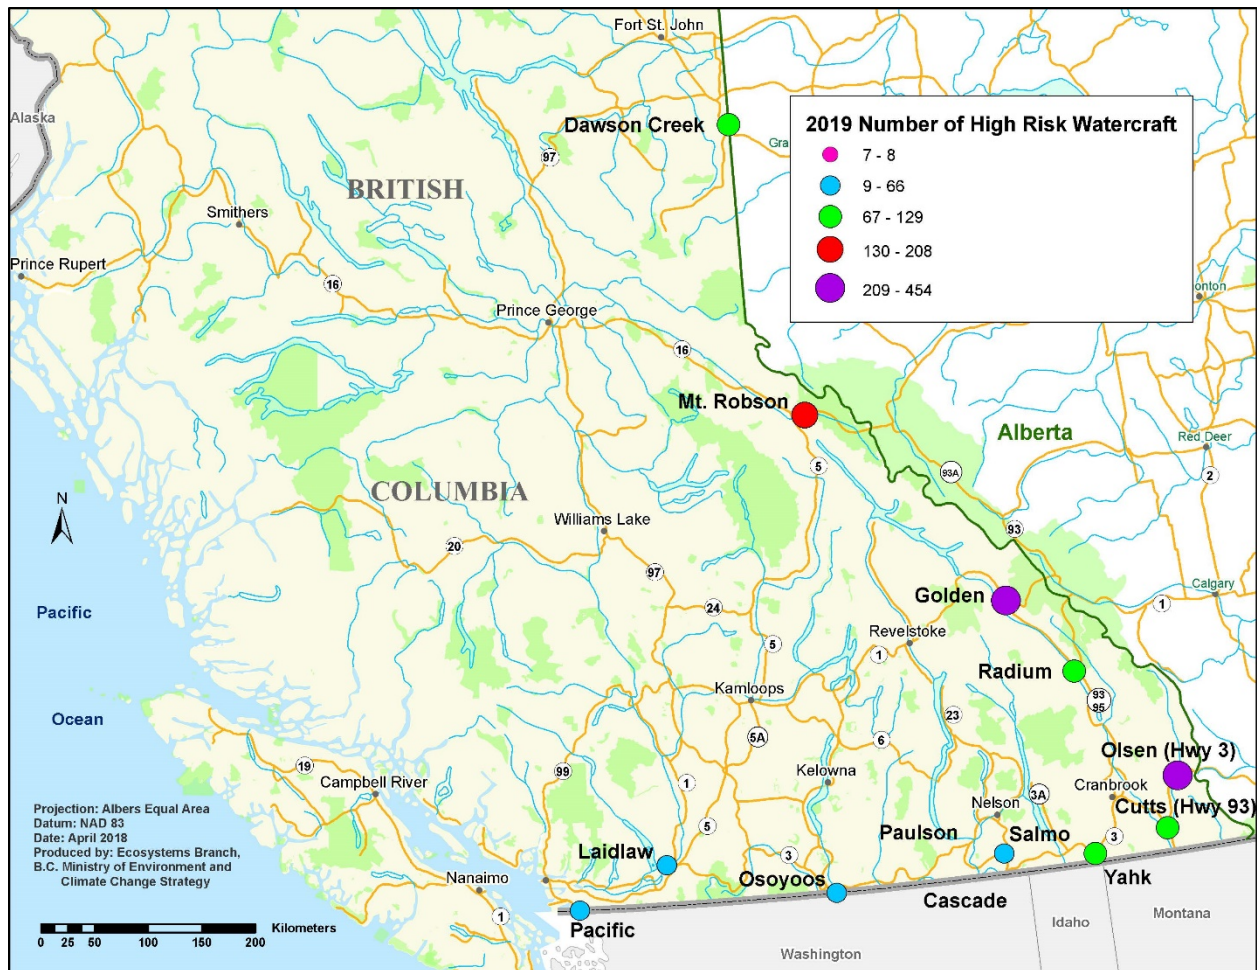 Fort St. John
Alaska
Dawson Creek
2019 Number of High Risk Watercraft
7 - 8
9 - 66
67 - 129
130 - 208
209 - 454
Gra
97
BRITISH
Smithers
Prince Rupert
16
onton
Prince George
16
Mt. Robson
Alberta
Red Deer
5
93A
2
N
COLUMBIA
Williams Lake
93
20
97
Calgary
Pacific
24
Golden
1
Revelstoke
5
1
Radium
Kamloops
93
95
Ocean
23
5A
6
Olsen (Hwy 3)
19
99
Kelowna
Campbell River
1
3A
Cranbrook
Nelson
Cutts (Hwy 93)
Projection: Albers Equal Area
Datum: NAD 83
Date: April 2018
Produced by: Ecosystems Branch,
B.C. Ministry of Environment and
Climate Change Strategy
5
Paulson
Salmo
3
Laidlaw
3
Nanaimo
Osoyoos
Yahk
Cascade
1
Pacific
Kilometers
0 25 50 100 150 200
Washington
Idaho
Montana